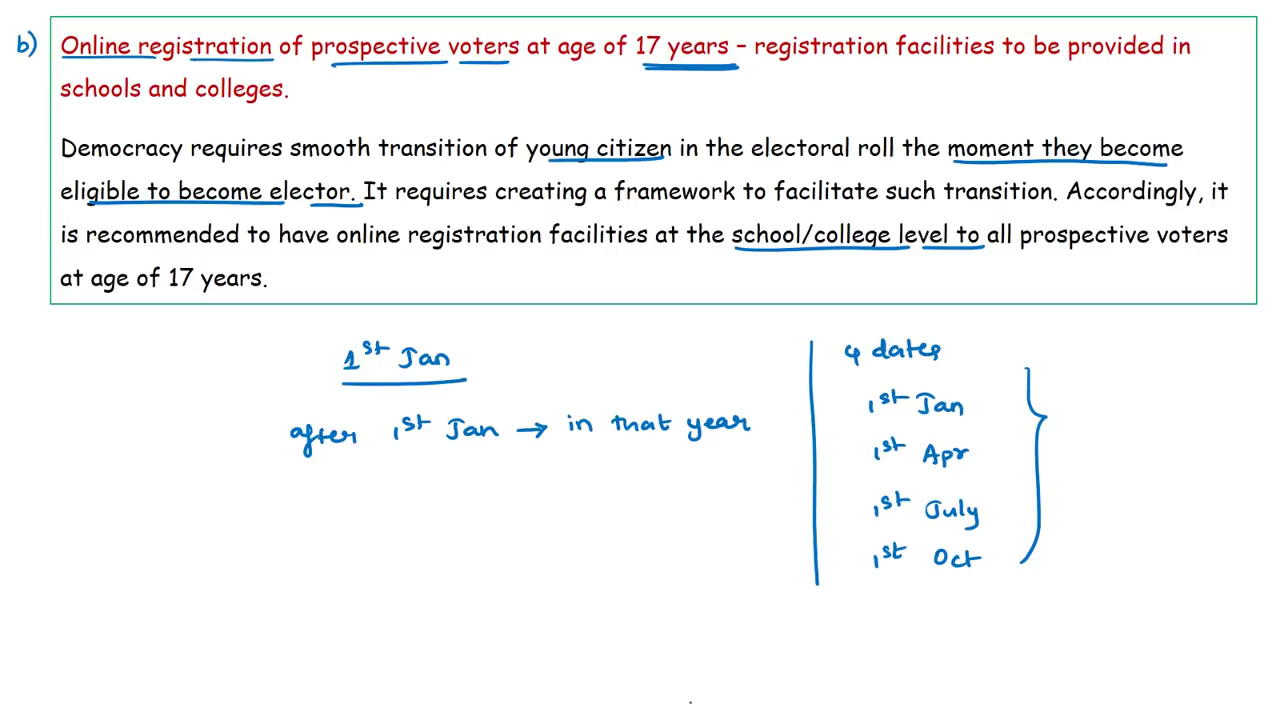 b) Online registration of prospective voters at age of 17 years – registration facilities to be provided in
schools and colleges.
Democracy requires smooth transition of young citizen in the electoral roll the moment they become
eligible to become elector. It requires creating a framework to facilitate such transition. Accordingly, it
is recommended to have online registration facilities at the school/college level to all prospective voters
at age of 17 years.
1st Jan
after 1st Jan → in that year
4 dates
1st Jan
1st Apr
1st July
1st Oct